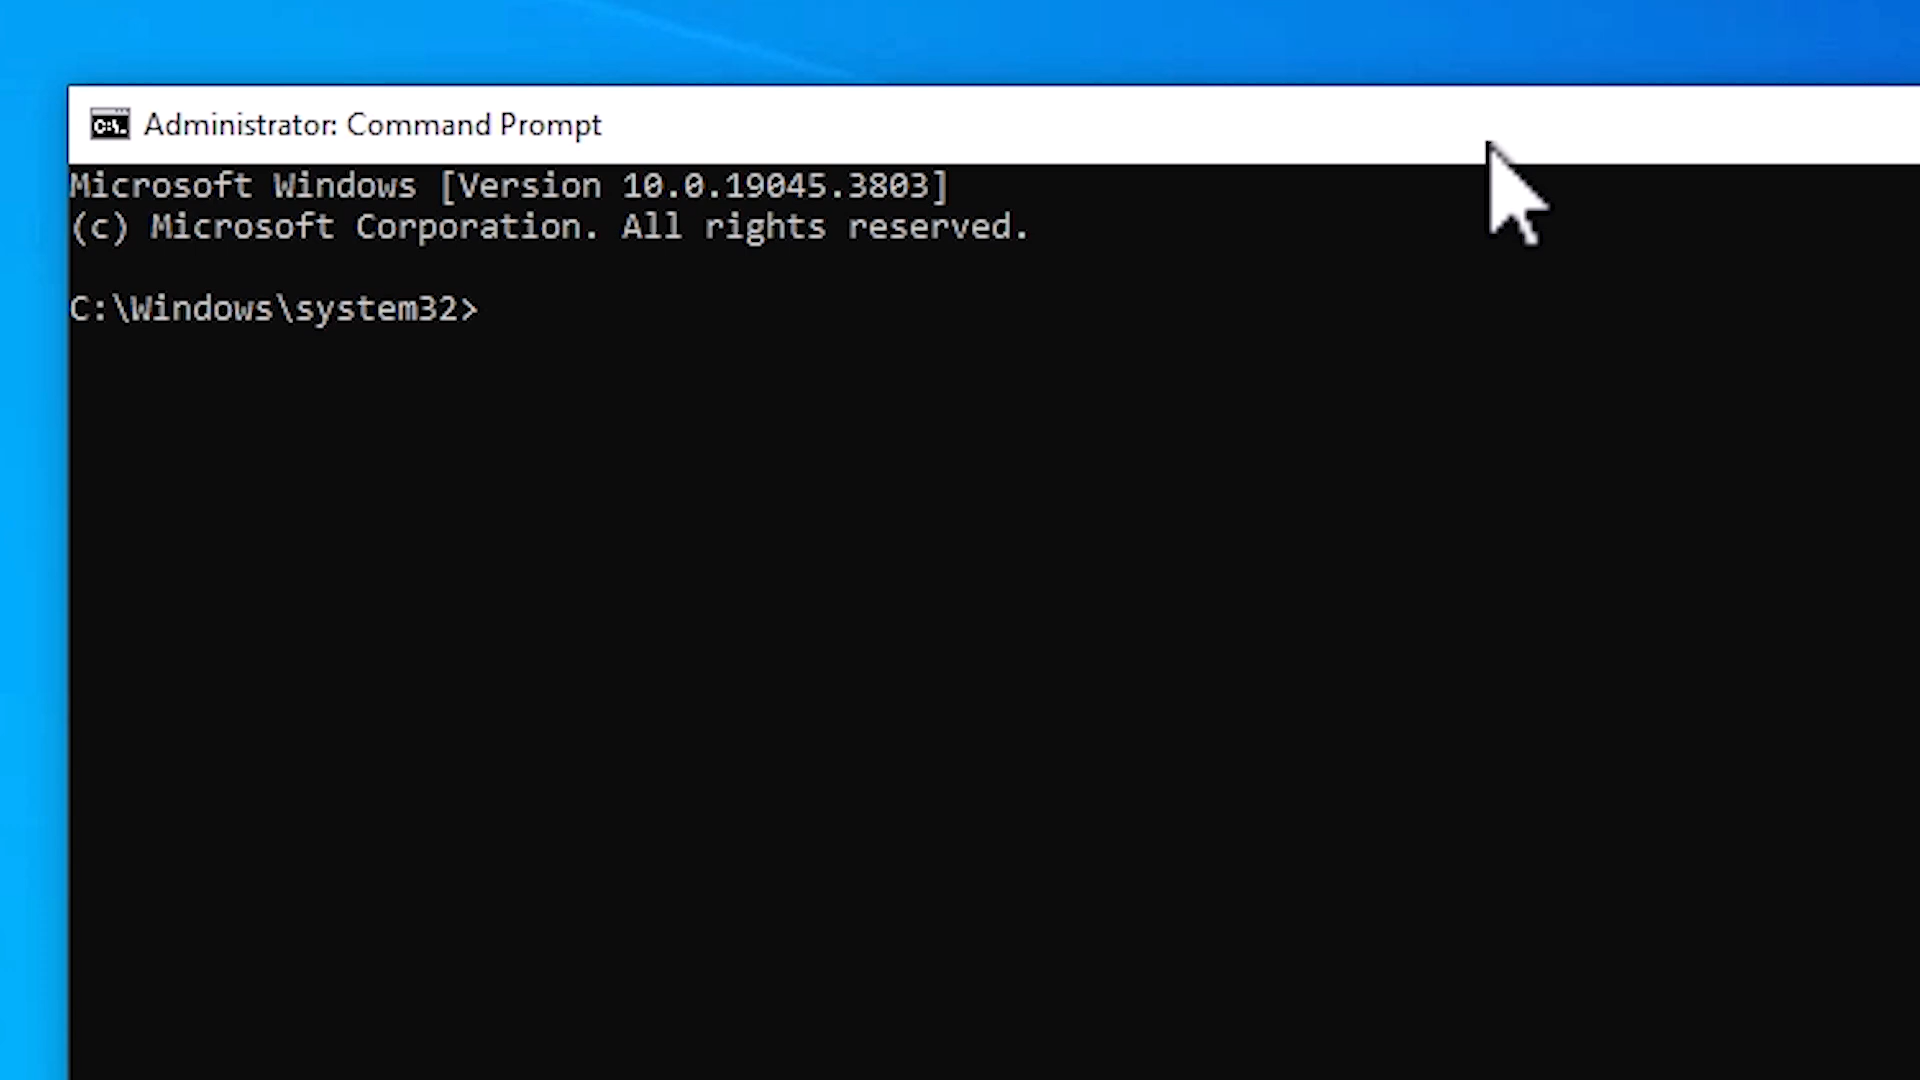 Administrator: Command Prompt
Microsoft Windows [Version 10.0.19045.3803]
(c) Microsoft Corporation. All rights reserved.
C:\Windows\system32>